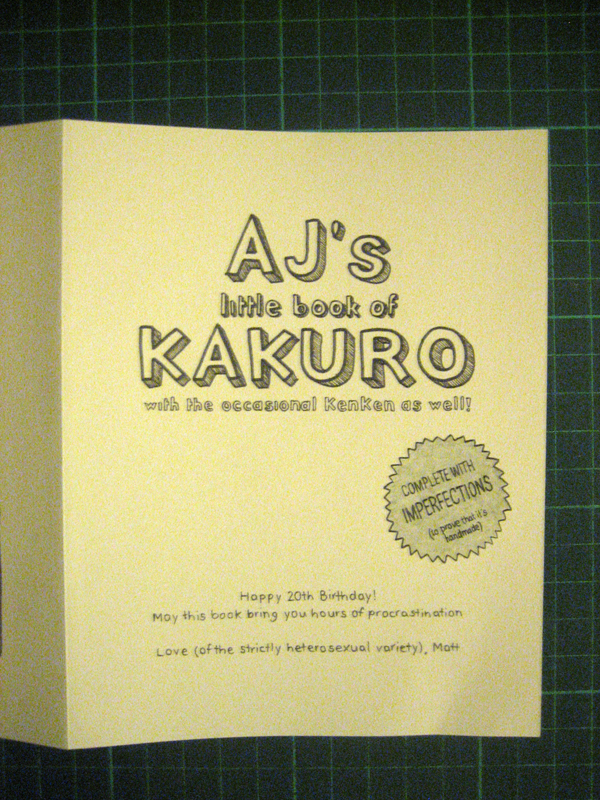 AJ's
little book of
KAKURO
with the occasional KenKen as well!
COMPLETE WITH
IMPERFECTIONS
(to prove that it's
handmade)
Happy 20th Birthday!
May this book bring you hours of procrastination
Love (of the strictly heterosexual variety), Matt